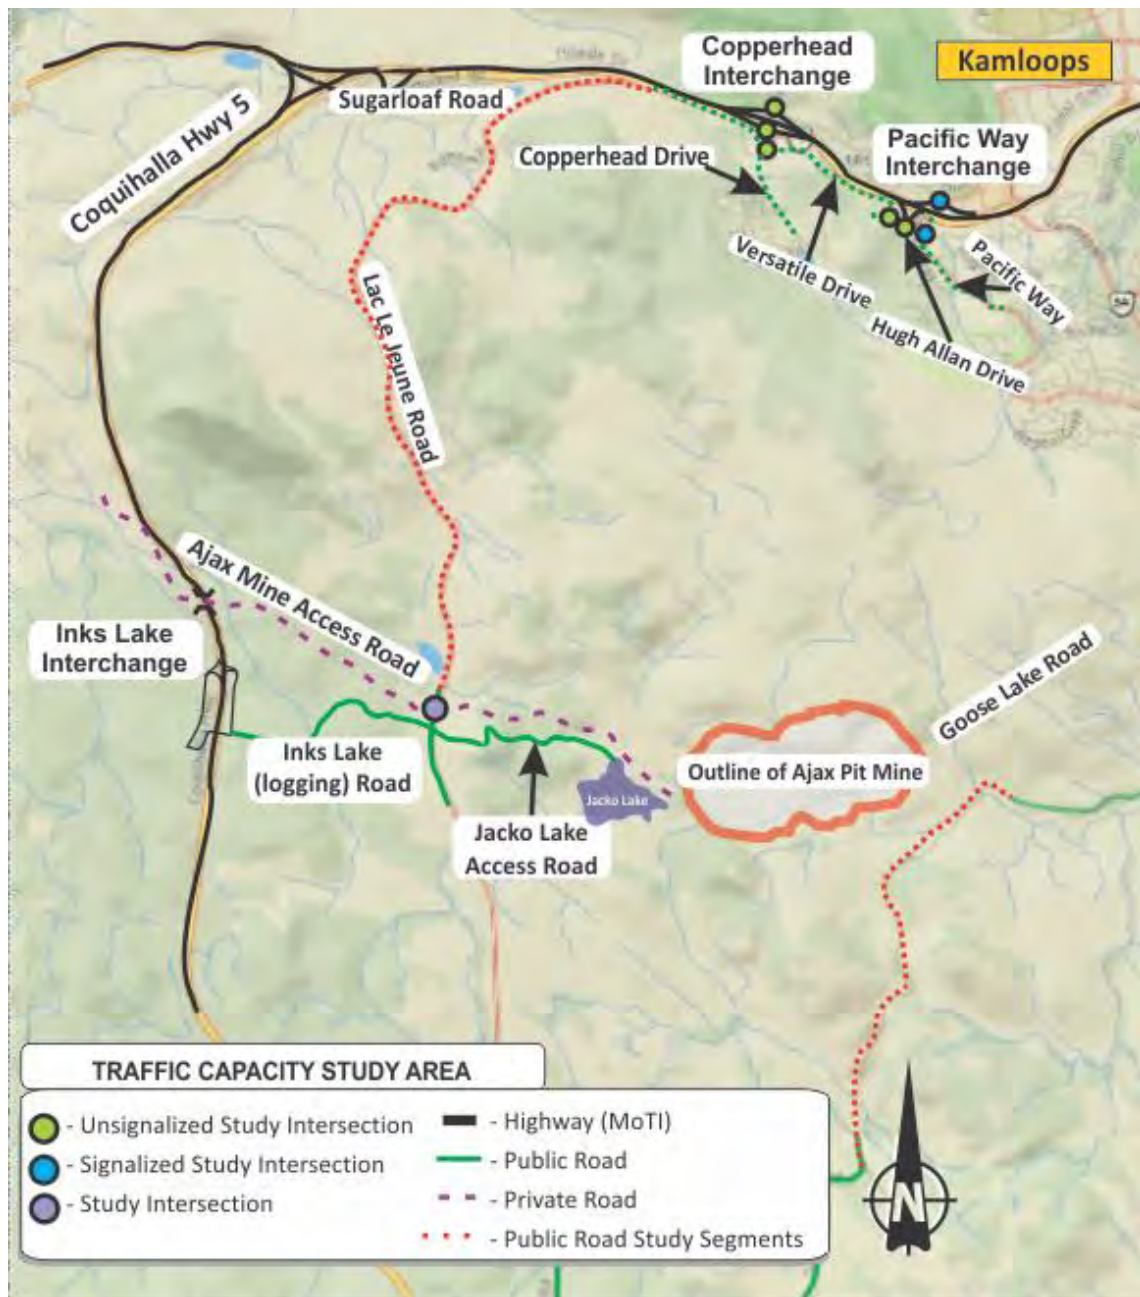 Copperhead
Interchange
Kamloops
Sugarloaf Road
Pacific Way
Interchange
Coquihalla Hwy 5
Copperhead Drive
Versatile Drive
Pacific Way
Hugh Allan Drive
Lac Le Jeune Road
Ajax Mine Access Road
Inks Lake
Interchange
Goose Lake Road
Inks Lake
(logging) Road
Outline of Ajax Pit Mine
Jacko Lake
Jacko Lake
Access Road
TRAFFIC CAPACITY STUDY AREA
- Unsignalized Study Intersection
- Signalized Study Intersection
- Study Intersection
- Highway (MoTI)
- Public Road
- Private Road
- Public Road Study Segments
N